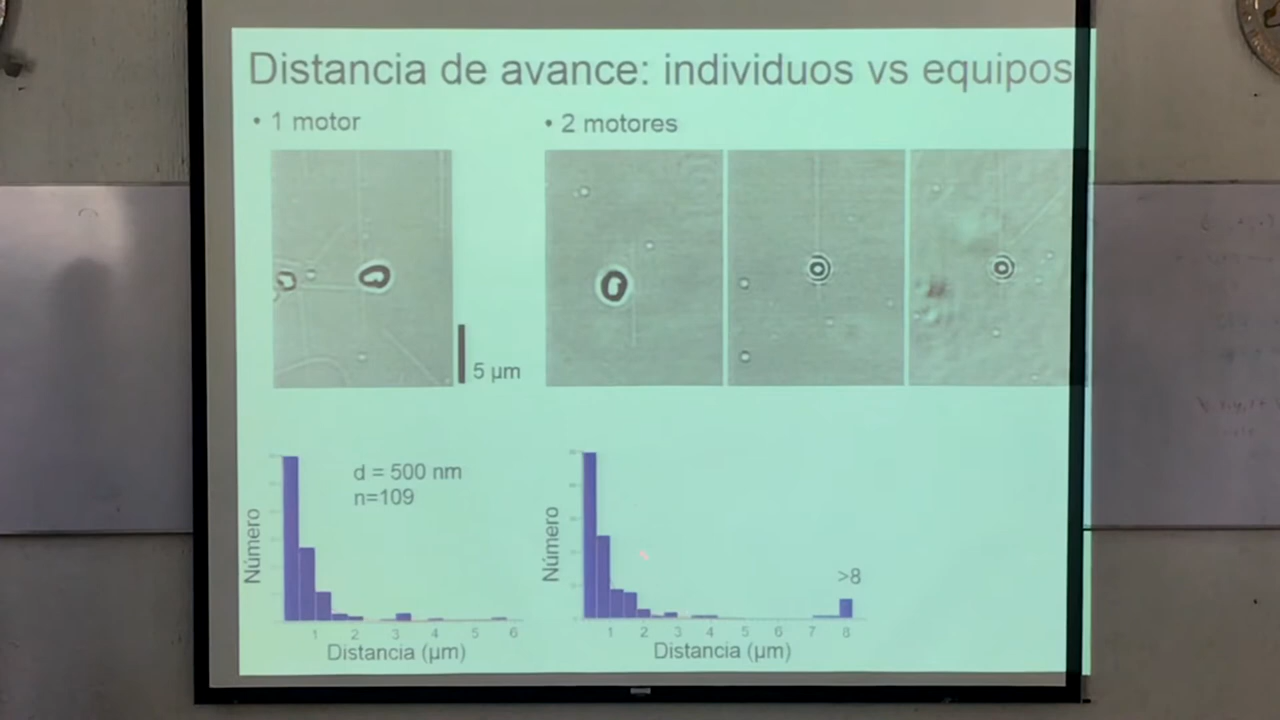 Distancia de avance: individuos vs equipos
• 1 motor
• 2 motores
5 µm
d = 500 nm
n=109
Número
1 2 3 4 5 6
Distancia (µm)
Número
>8
1 2 3 4 5 6 7 8
Distancia (µm)